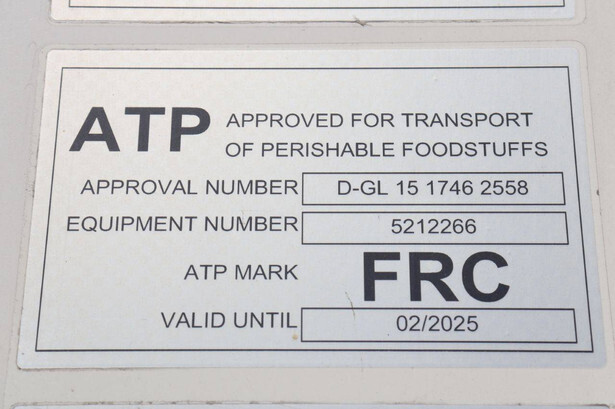 ATP APPROVED FOR TRANSPORT
OF PERISHABLE FOODSTUFFS
APPROVAL NUMBER D-GL 15 1746 2558
EQUIPMENT NUMBER 5212266
ATP MARK FRC
VALID UNTIL 02/2025